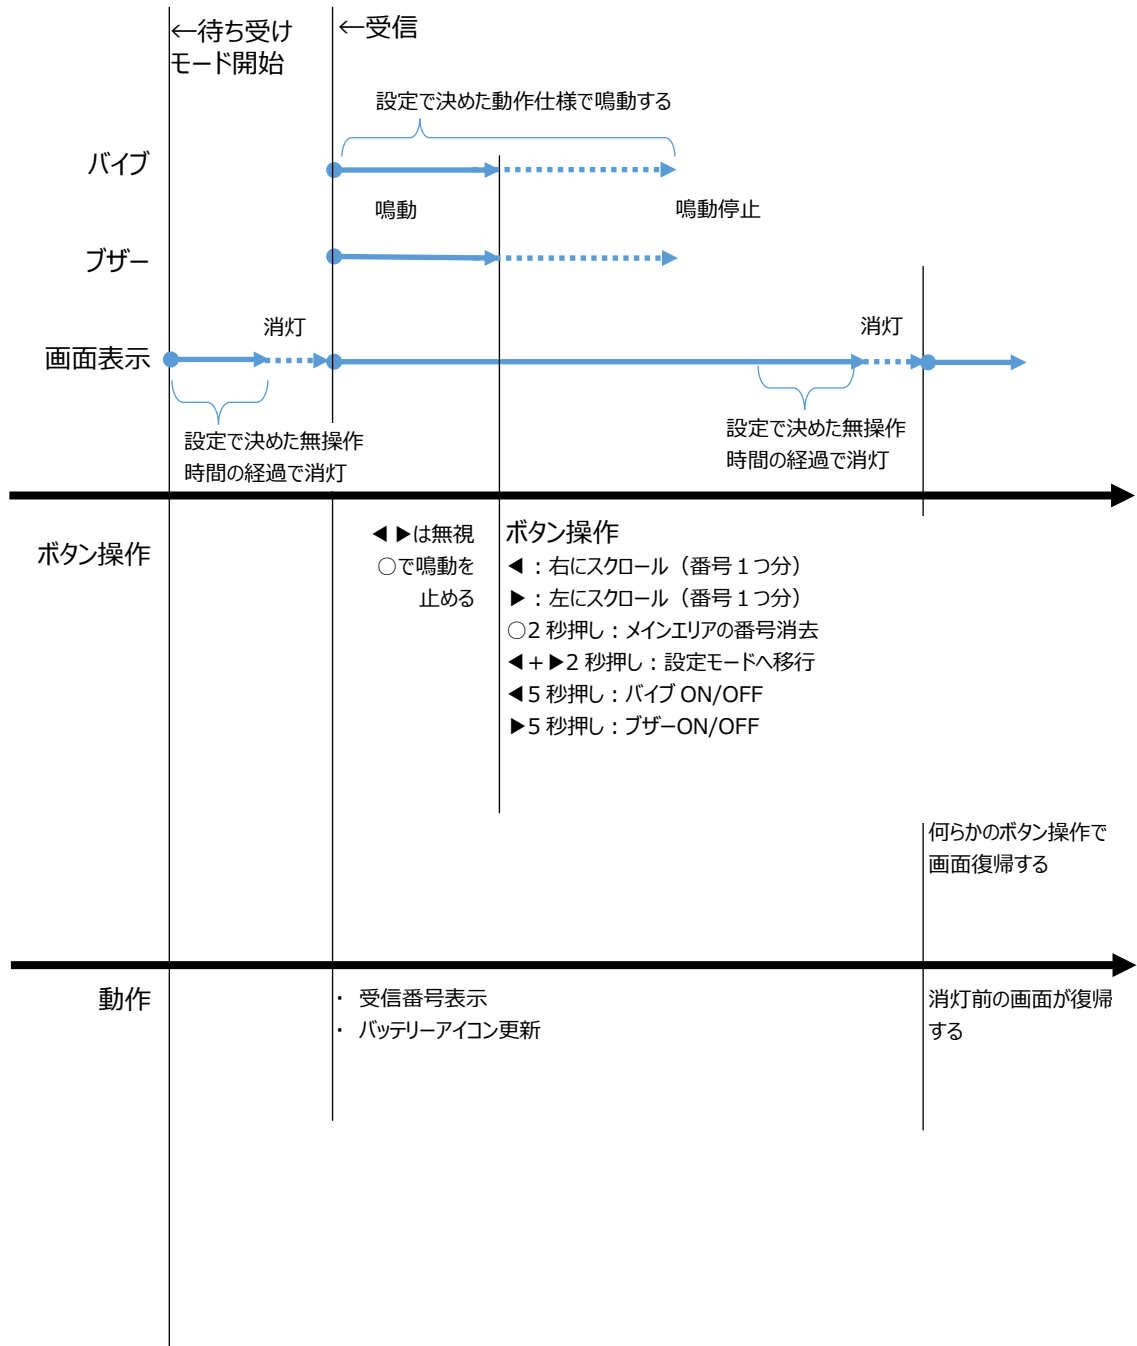 ←待ち受け
モード開始
←受信
設定で決めた動作仕様で鳴動する
バイブ
鳴動
鳴動停止
ブザー
消灯
消灯
画面表示
設定で決めた無操作
時間の経過で消灯
設定で決めた無操作
時間の経過で消灯
ボタン操作
◀ ▶は無視
○で鳴動を
止める
ボタン操作
◀：右にスクロール（番号１つ分）
▶：左にスクロール（番号１つ分）
○2 秒押し：メインエリアの番号消去
◀＋▶2 秒押し：設定モードへ移行
◀5 秒押し：バイブ ON/OFF
▶5 秒押し：ブザーON/OFF
何らかのボタン操作で
画面復帰する
動作
・ 受信番号表示
・ バッテリーアイコン更新
消灯前の画面が復帰
する